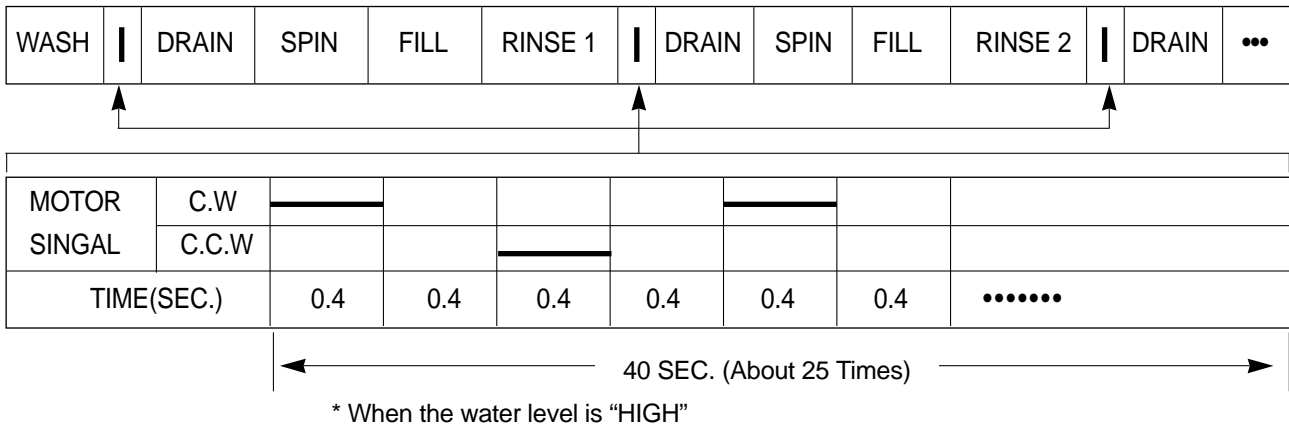 WASH DRAIN SPIN FILL RINSE 1 DRAIN SPIN FILL RINSE 2 DRAIN •••
MOTOR C.W
SINGAL C.C.W
TIME(SEC.) 0.4 0.4 0.4 0.4 0.4 0.4 •••••••
40 SEC. (About 25 Times)
* When the water level is “HIGH”